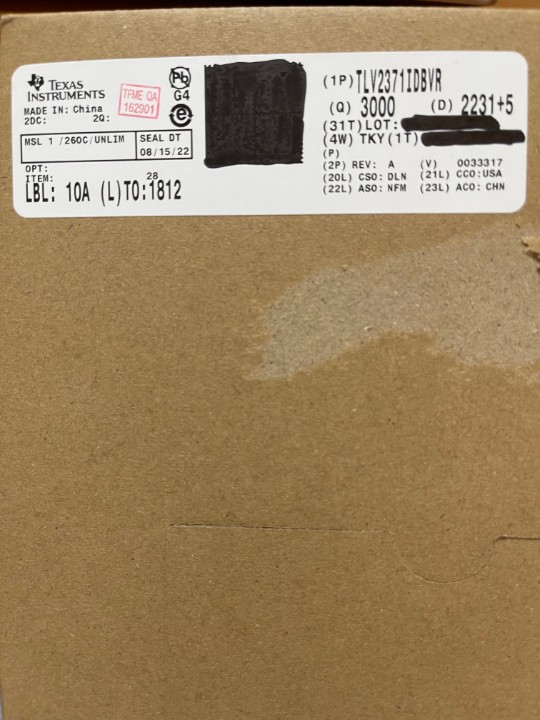 TEXAS
INSTRUMENTS
MADE IN: China
2DC: 2Q:
TFME QA
162901
Pb
G4
e
MSL 1 /260C/UNLIM
SEAL DT
08/15/22
OPT:
ITEM: 28
LBL: 10A (L)TO:1812
(1P) TLV2371IDBVR
(Q) 3000 (D) 2231+5
(31T)LOT:
(4W) TKY(1T)
(P)
(2P) REV: A (V) 0033317
(20L) CSO: DLN (21L) CCO:USA
(22L) ASO: NFM (23L) ACO: CHN